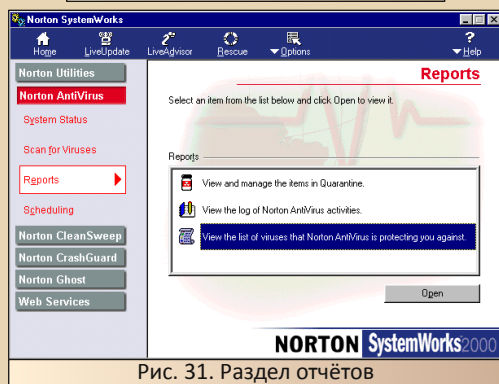 Norton SystemWorks
Home LiveUpdate LiveAdvisor Rescue Options Help
Norton Utilities
Norton AntiVirus
System Status
Scan for Viruses
Reports
Scheduling
Norton CleanSweep
Norton CrashGuard
Norton Ghost
Web Services
Reports
Select an item from the list below and click Open to view it.
Reports
View and manage the items in Quarantine.
View the log of Norton AntiVirus activities.
View the list of viruses that Norton AntiVirus is protecting you against.
Open
NORTON SystemWorks2000
Рис. 31. Раздел отчётов